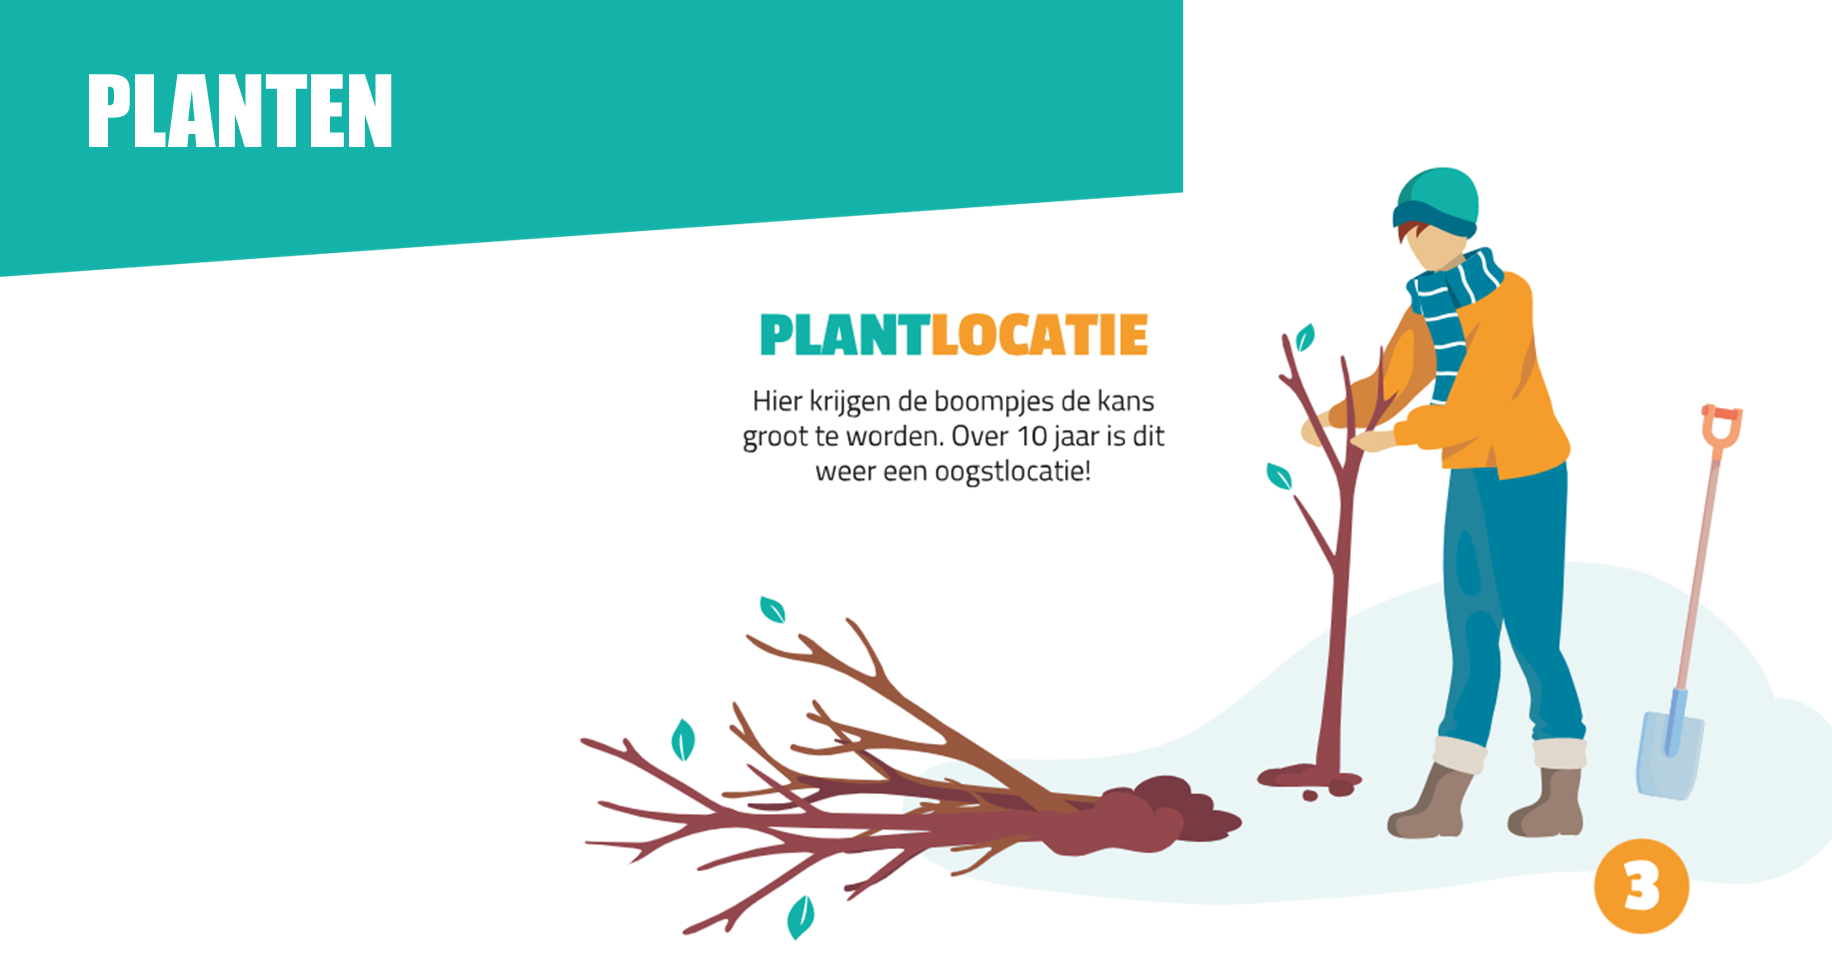 PLANTEN
PLANTLOCATIE
Hier krijgen de boompjes de kans
groot te worden. Over 10 jaar is dit
weer een oogstlocatie!
3